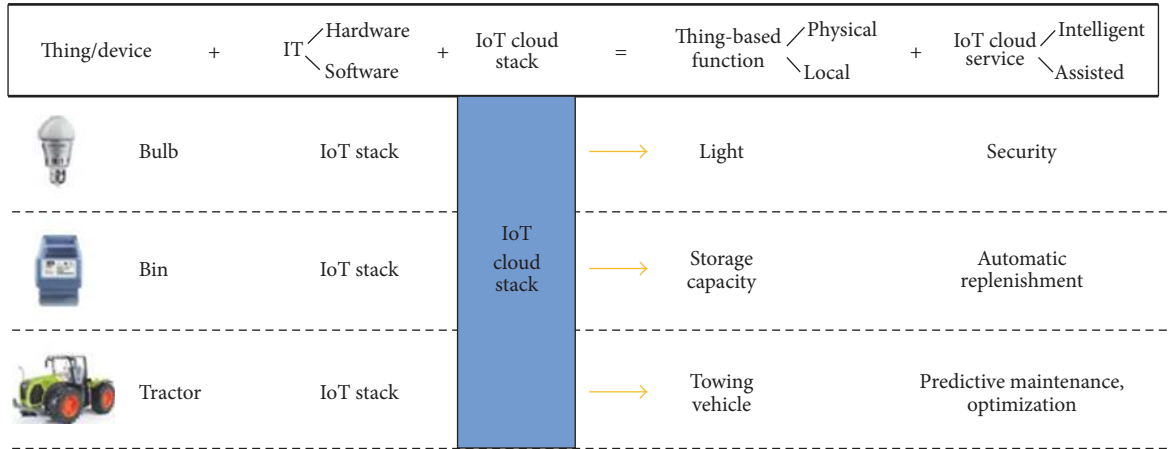 Thing/device + IT Hardware Software + IoT cloud stack = Thing-based function Physical Local + IoT cloud service Intelligent Assisted
Bulb IoT stack Light Security
IoT cloud stack
Bin IoT stack Storage capacity Automatic replenishment
Tractor IoT stack Towing vehicle Predictive maintenance, optimization